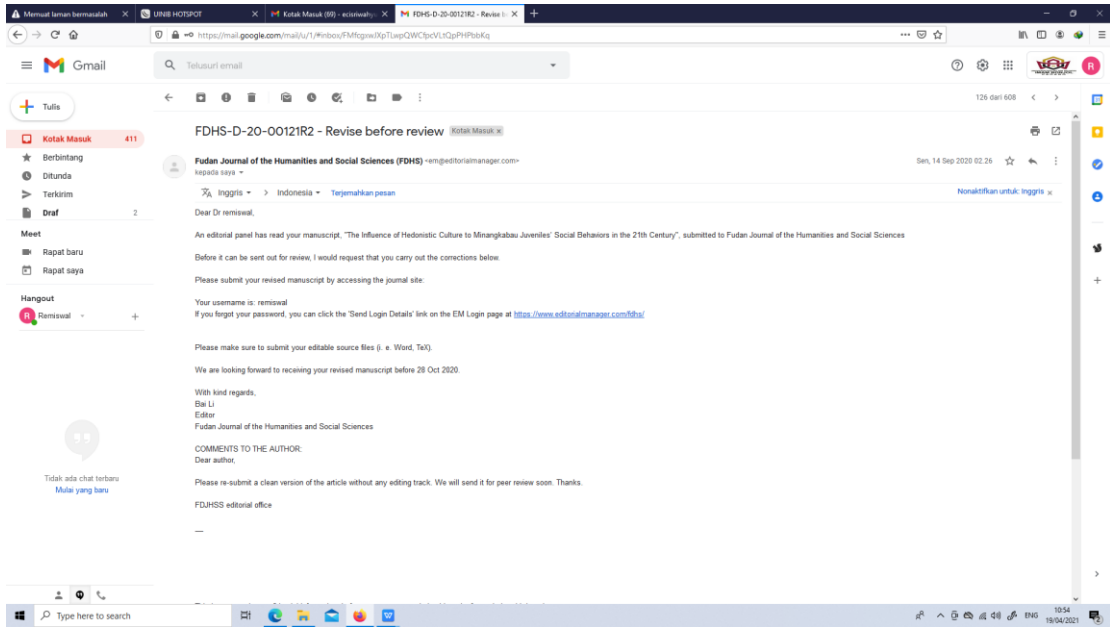 Memuat laman bermasalah
UINIB HOTSPOT
Kotak Masuk (69) - ecisriwahy
FDHS-D-20-00121R2 - Revise b
https://mail.google.com/mail/u/1/#inbox/FMfcgxwJXpTLwpQWCfpcVLtQpPHPbbKq
Gmail
Telusuri email
R
Tulis
126 dari 608
Kotak Masuk 411
Berbintang
Ditunda
Terkirim
Draf 2
Meet
Rapat baru
Rapat saya
Hangout
R Remiswal
Tidak ada chat terbaru
Mulai yang baru
FDHS-D-20-00121R2 - Revise before review Kotak Masuk x
Fudan Journal of the Humanities and Social Sciences (FDHS) <em@editorialmanager.com>
Sen, 14 Sep 2020 02.26
kepada saya
Inggris > Indonesia Terjemahkan pesan
Nonaktifkan untuk: Inggris x
Dear Dr remiswal,
An editorial panel has read your manuscript, "The Influence of Hedonistic Culture to Minangkabau Juveniles' Social Behaviors in the 21th Century", submitted to Fudan Journal of the Humanities and Social Sciences
Before it can be sent out for review, I would request that you carry out the corrections below.
Please submit your revised manuscript by accessing the journal site:
Your username is: remiswal
If you forgot your password, you can click the 'Send Login Details' link on the EM Login page at https://www.editorialmanager.com/fdhs/
Please make sure to submit your editable source files (i. e. Word, TeX).
We are looking forward to receiving your revised manuscript before 28 Oct 2020.
With kind regards,
Bai Li
Editor
Fudan Journal of the Humanities and Social Sciences
COMMENTS TO THE AUTHOR:
Dear author,
Please re-submit a clean version of the article without any editing track. We will send it for peer review soon. Thanks.
FDJHSS editorial office
—
Type here to search
ENG
10:54
19/04/2021